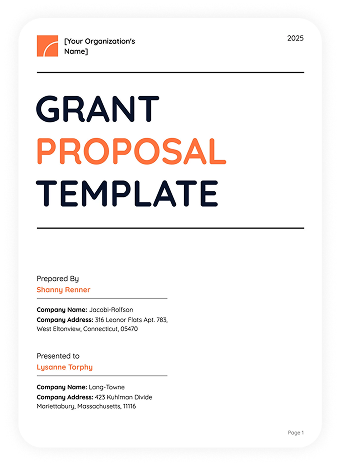 [Your Organization's
Name]
2025
GRANT
PROPOSAL
TEMPLATE
Prepared By
Shanny Renner
Company Name: Jacobi-Rolfson
Company Address: 316 Leonor Flats Apt. 783,
West Eltonview, Connecticut, 05470
Presented to
Lysanne Torphy
Company Name: Lang-Towne
Company Address: 423 Kuhlman Divide
Mariettabury, Massachusetts, 11116
Page 1